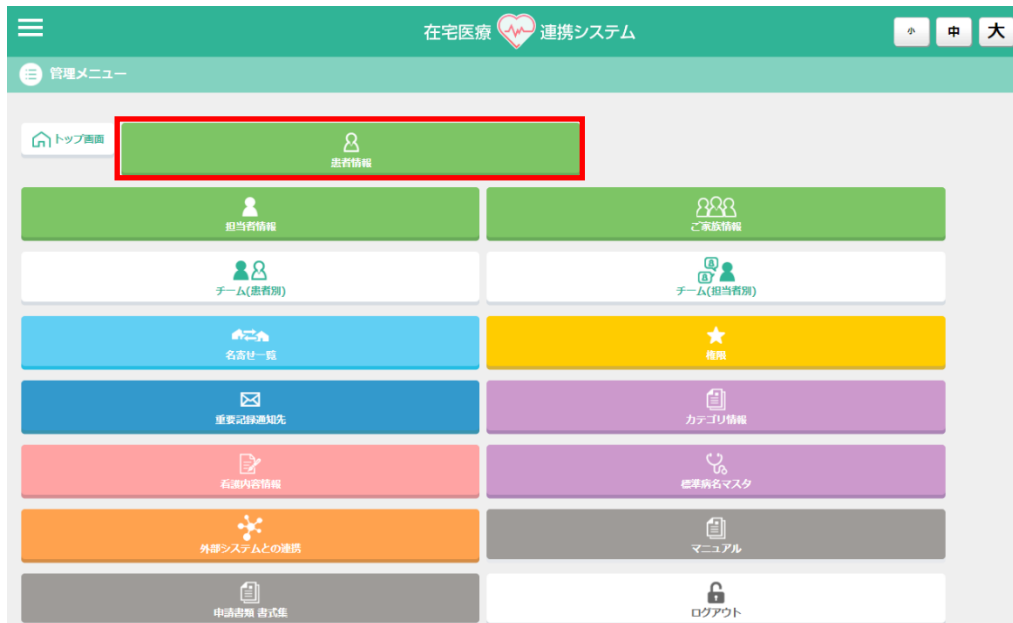 在宅医療 連携システム
小 中 大
管理メニュー
トップ画面
患者情報
担当者情報
ご家族情報
チーム(患者別)
チーム(担当者別)
名寄せ一覧
権限
重要記録通知先
カテゴリ情報
看護内容情報
標準病名マスタ
外部システムとの連携
マニュアル
申請書類 書式集
ログアウト